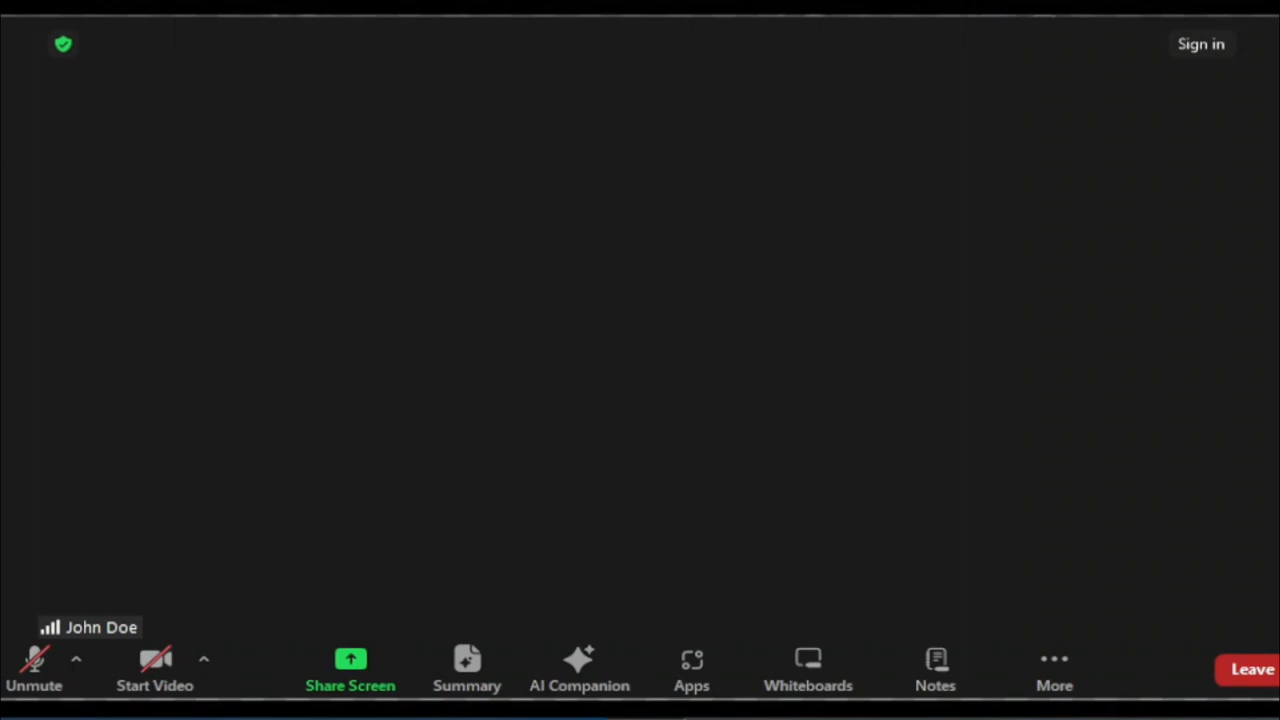 Sign in
John Doe
Unmute Start Video Share Screen Summary AI Companion Apps Whiteboards Notes More Leave